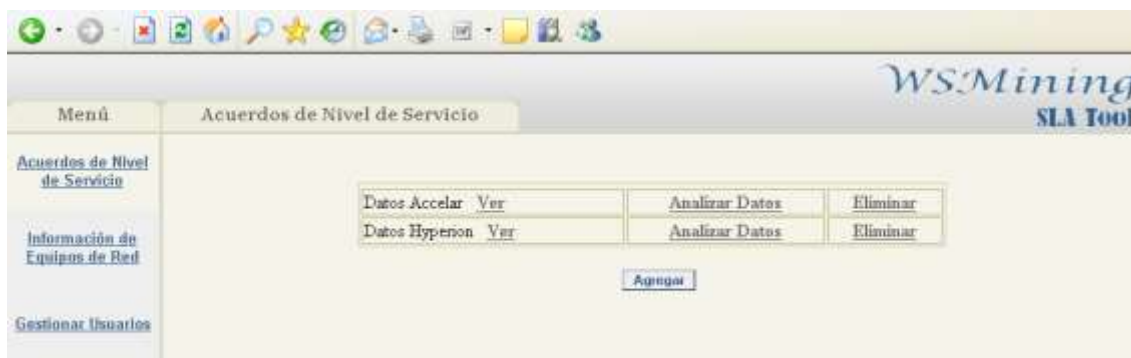 WSMining
SLA Tool
Menú
Acuerdos de Nivel de Servicio
Acuerdos de Nivel
de Servicio
Datos Accelar Ver Analizar Datos Eliminar
Datos Hyperion Ver Analizar Datos Eliminar
Información de
Equipos de Red
Agregar
Gestionar Usuarios